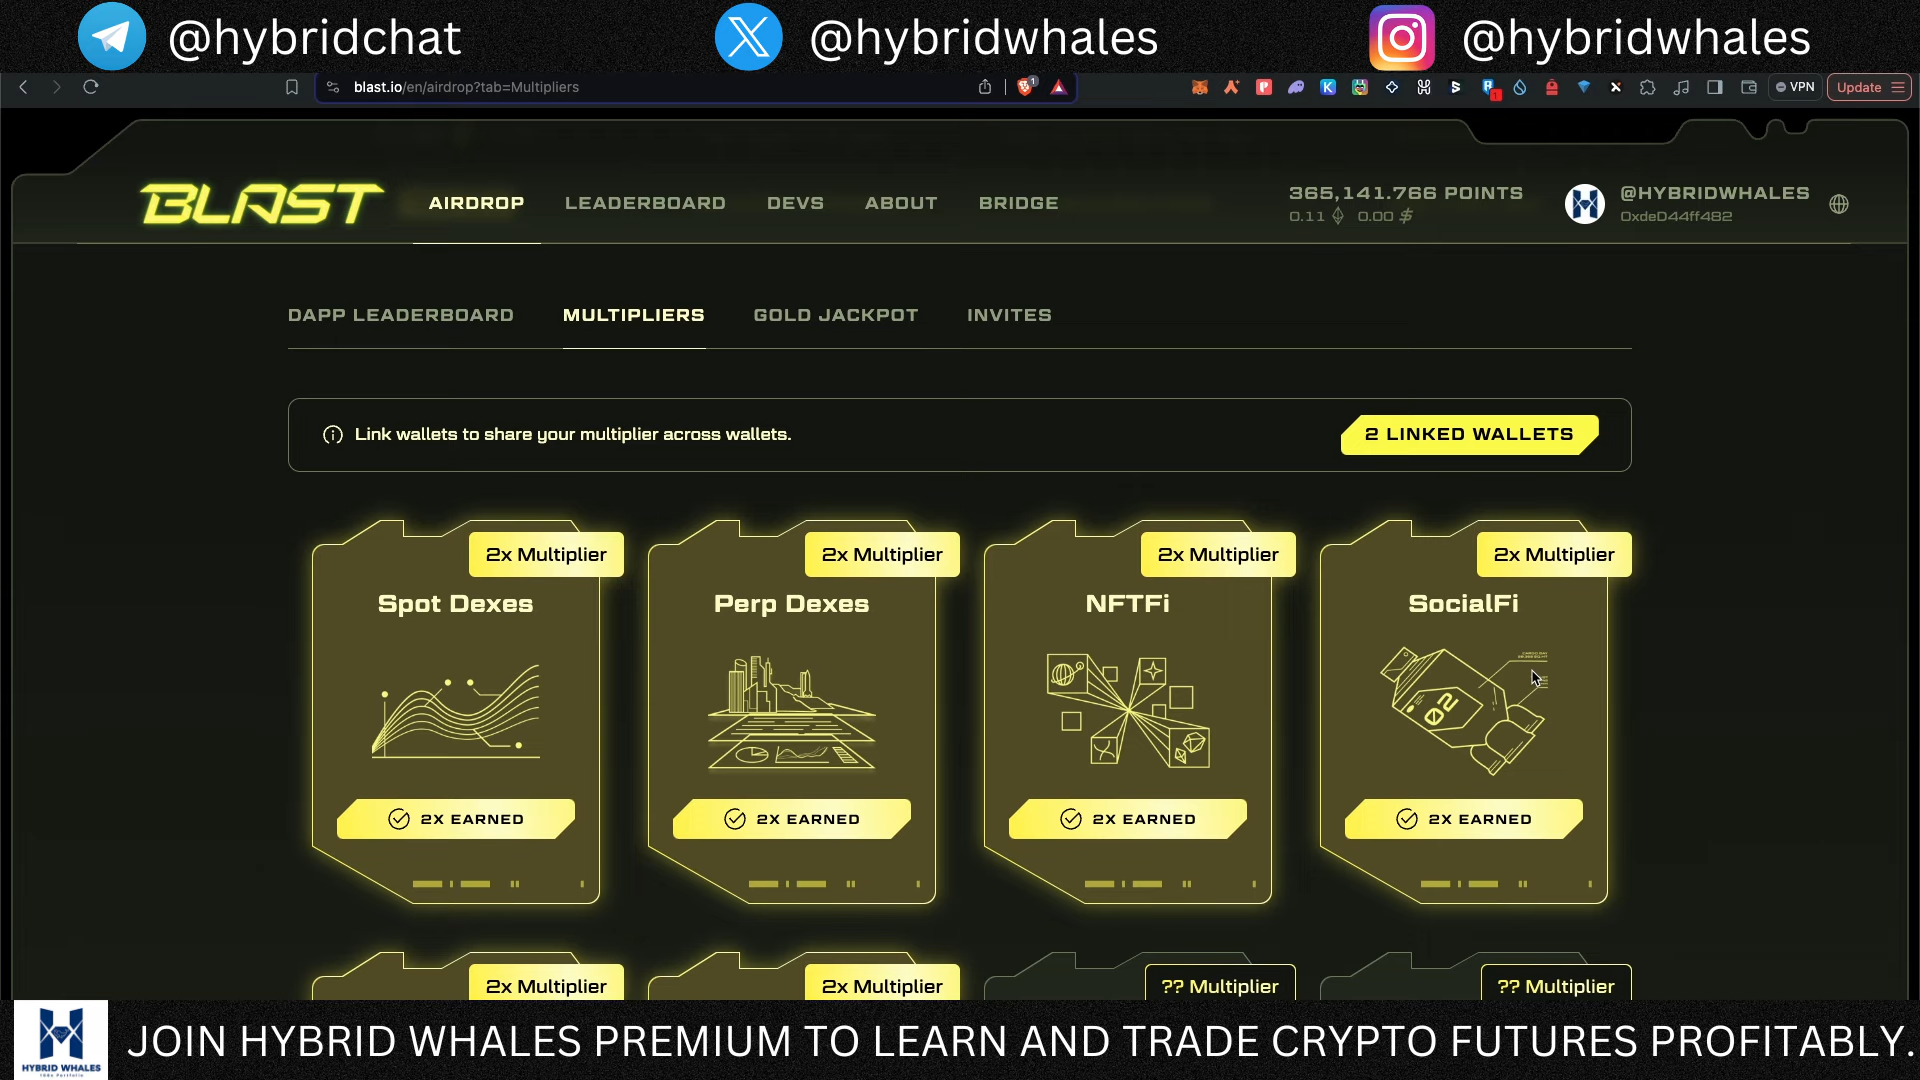 @hybridchat
@hybridwhales
@hybridwhales
blast.io/en/airdrop?tab=Multipliers
1
1
VPN
Update
BLAST
AIRDROP
LEADERBOARD
DEVS
ABOUT
BRIDGE
365,141.766 POINTS
0.11
0.00
@HYBRIDWHALES
0xdeD44ff482
DAPP LEADERBOARD
MULTIPLIERS
GOLD JACKPOT
INVITES
Link wallets to share your multiplier across wallets.
2 LINKED WALLETS
2x Multiplier
2x Multiplier
2x Multiplier
2x Multiplier
Spot Dexes
Perp Dexes
NFTFi
SocialFi
02
2X EARNED
2X EARNED
2X EARNED
2X EARNED
2x Multiplier
2x Multiplier
?? Multiplier
?? Multiplier
HYBRID WHALES
JOIN HYBRID WHALES PREMIUM TO LEARN AND TRADE CRYPTO FUTURES PROFITABLY.